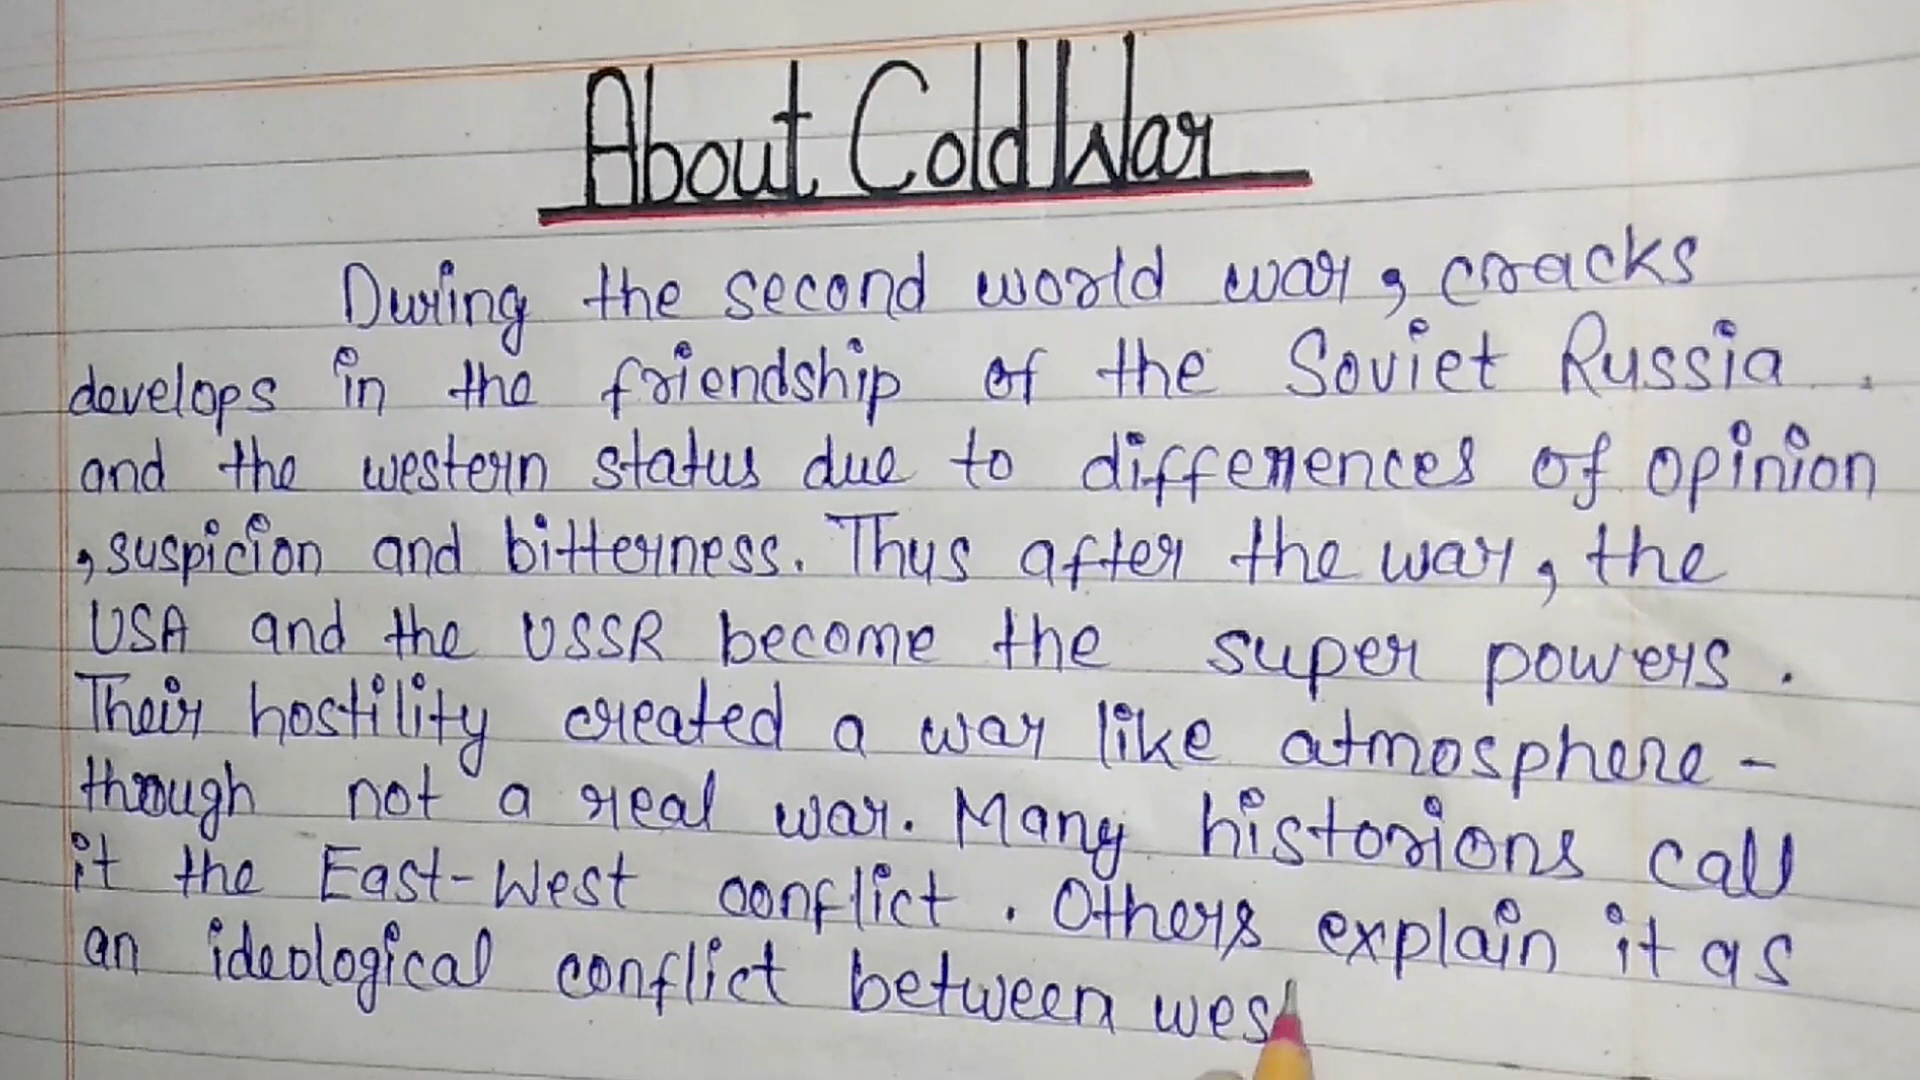 About Cold War
During the second world war, cracks
develops in the friendship of the Soviet Russia
and the western status due to differences of opinion
, suspicion and bitterness. Thus after the war, the
USA and the USSR become the super powers.
Their hostility created a war like atmosphere -
through not a real war. Many historions call
it the East-West conflict. Others explain it as
an ideological conflict between wes